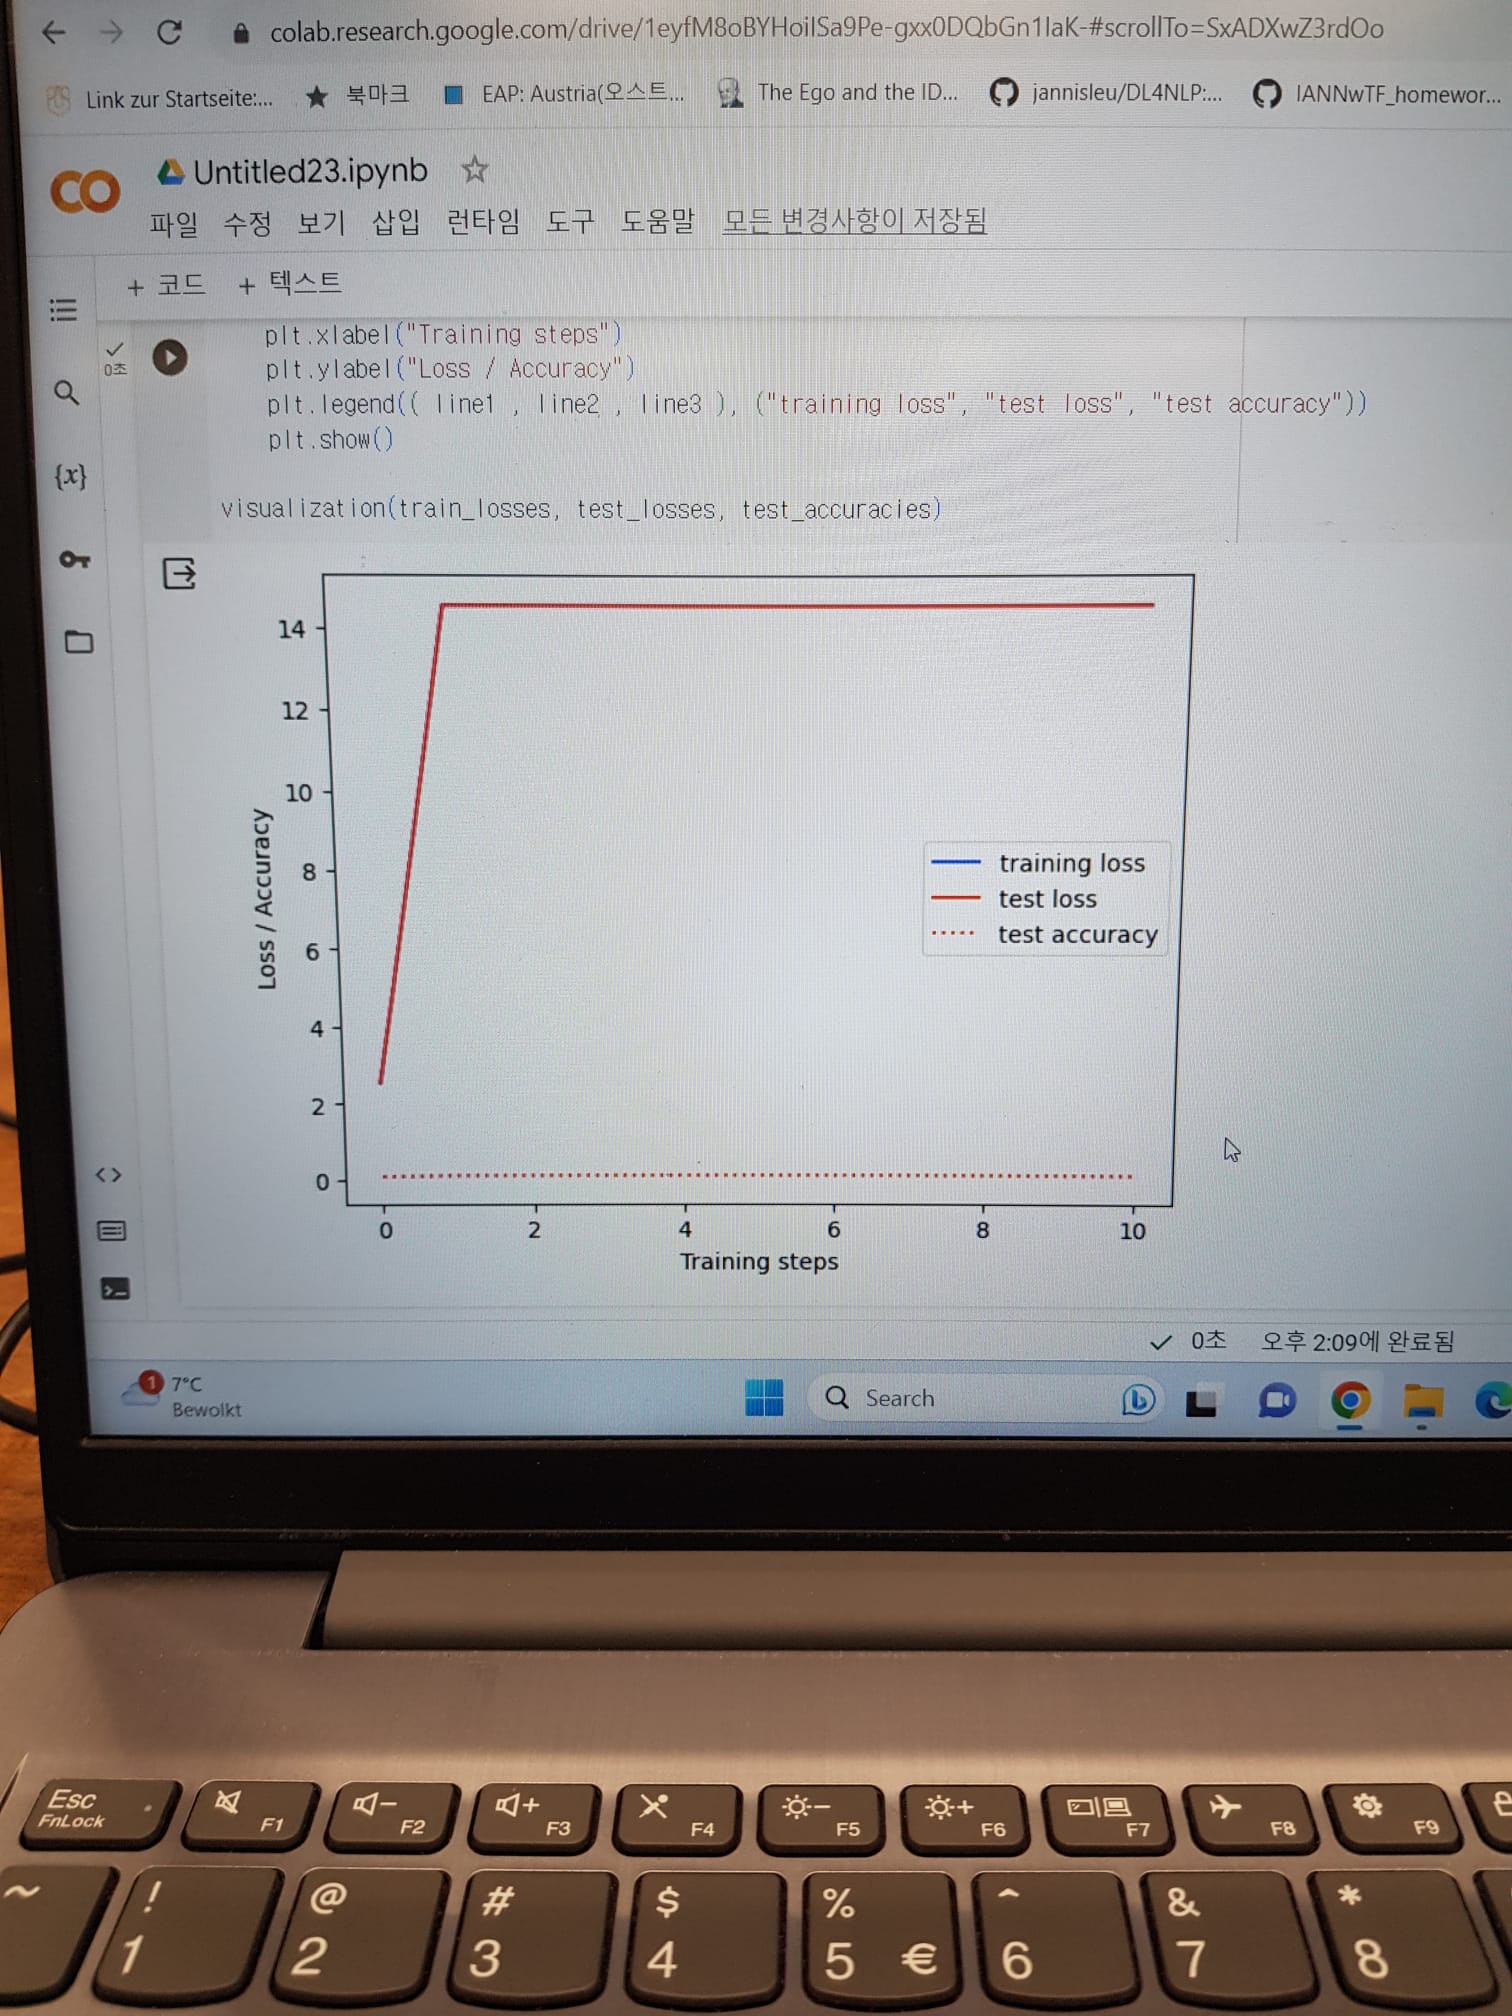 colab.research.google.com/drive/1eyfM8oBYHoilSa9Pe-gxx0DQbGn1IaK-#scrollTo=SxADXwZ3rdOo
Link zur Startseite:... 북마크 EAP: Austria(오스트... The Ego and the ID... jannisleu/DL4NLP:... IANNwTF_homewor...
CO Untitled23.ipynb
파일 수정 보기 삽입 런타임 도구 도움말 모든 변경사항이 저장됨
+ 코드 + 텍스트
plt.xlabel("Training steps")
0초
plt.ylabel("Loss / Accuracy")
plt.legend(( line1 , line2 , line3 ), ("training loss", "test loss", "test accuracy"))
plt.show()
{x}
visualization(train_losses, test_losses, test_accuracies)
14
12
10
8
6
4
2
0
Loss / Accuracy
training loss
test loss
test accuracy
0 2 4 6 8 10
Training steps
<>
0초 오후 2:09에 완료됨
1 7°C
Bewolkt
Search
Esc
FnLock
F1 F2 F3 F4 F5 F6 F7 F8 F9
~ ! @ # $ % ^ & *
1 2 3 4 5 € 6 7 8